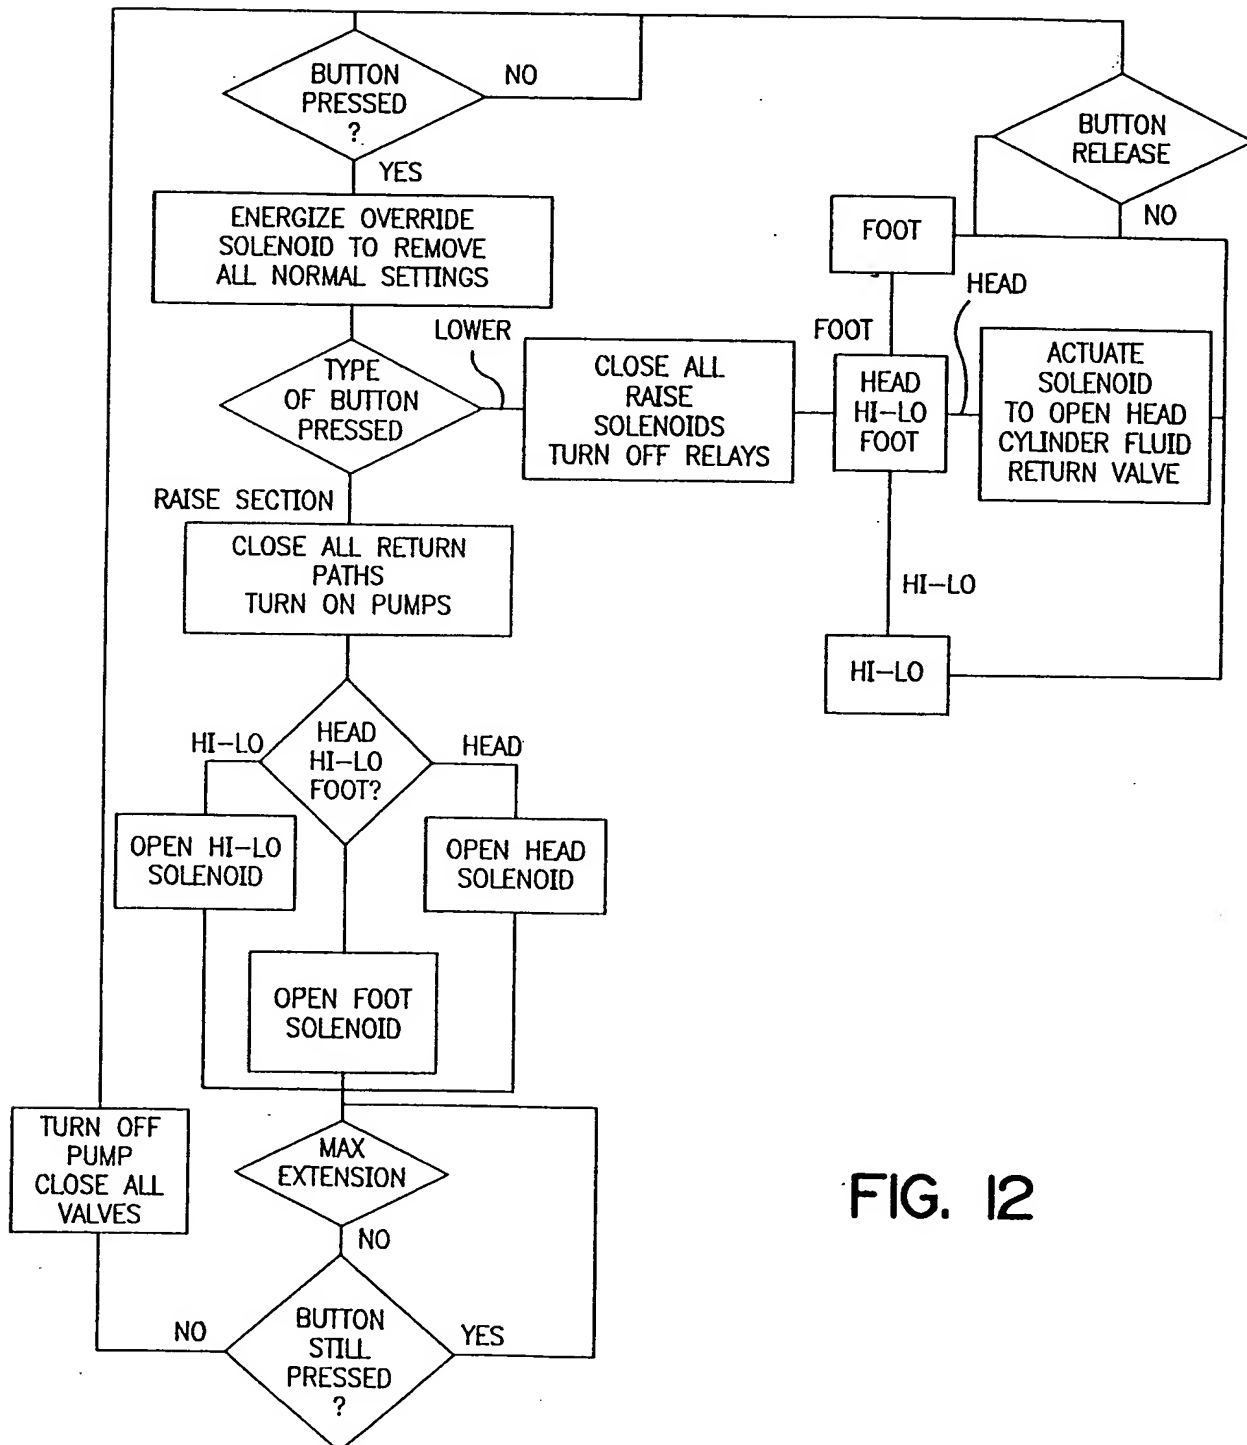 BUTTON
PRESSED
?
NO
YES
BUTTON
RELEASE
NO
ENERGIZE OVERRIDE
SOLENOID TO REMOVE
ALL NORMAL SETTINGS
FOOT
HEAD
LOWER
FOOT
TYPE
OF BUTTON
PRESSED
CLOSE ALL
RAISE
SOLENOIDS
TURN OFF RELAYS
HEAD
HI-LO
FOOT
ACTUATE
SOLENOID
TO OPEN HEAD
CYLINDER FLUID
RETURN VALVE
RAISE SECTION
CLOSE ALL RETURN
PATHS
TURN ON PUMPS
HI-LO
HI-LO
HI-LO
HEAD
HI-LO
FOOT?
HEAD
OPEN HI-LO
SOLENOID
OPEN HEAD
SOLENOID
OPEN FOOT
SOLENOID
TURN OFF
PUMP
CLOSE ALL
VALVES
MAX
EXTENSION
NO
NO
BUTTON
STILL
PRESSED
?
YES
FIG. 12